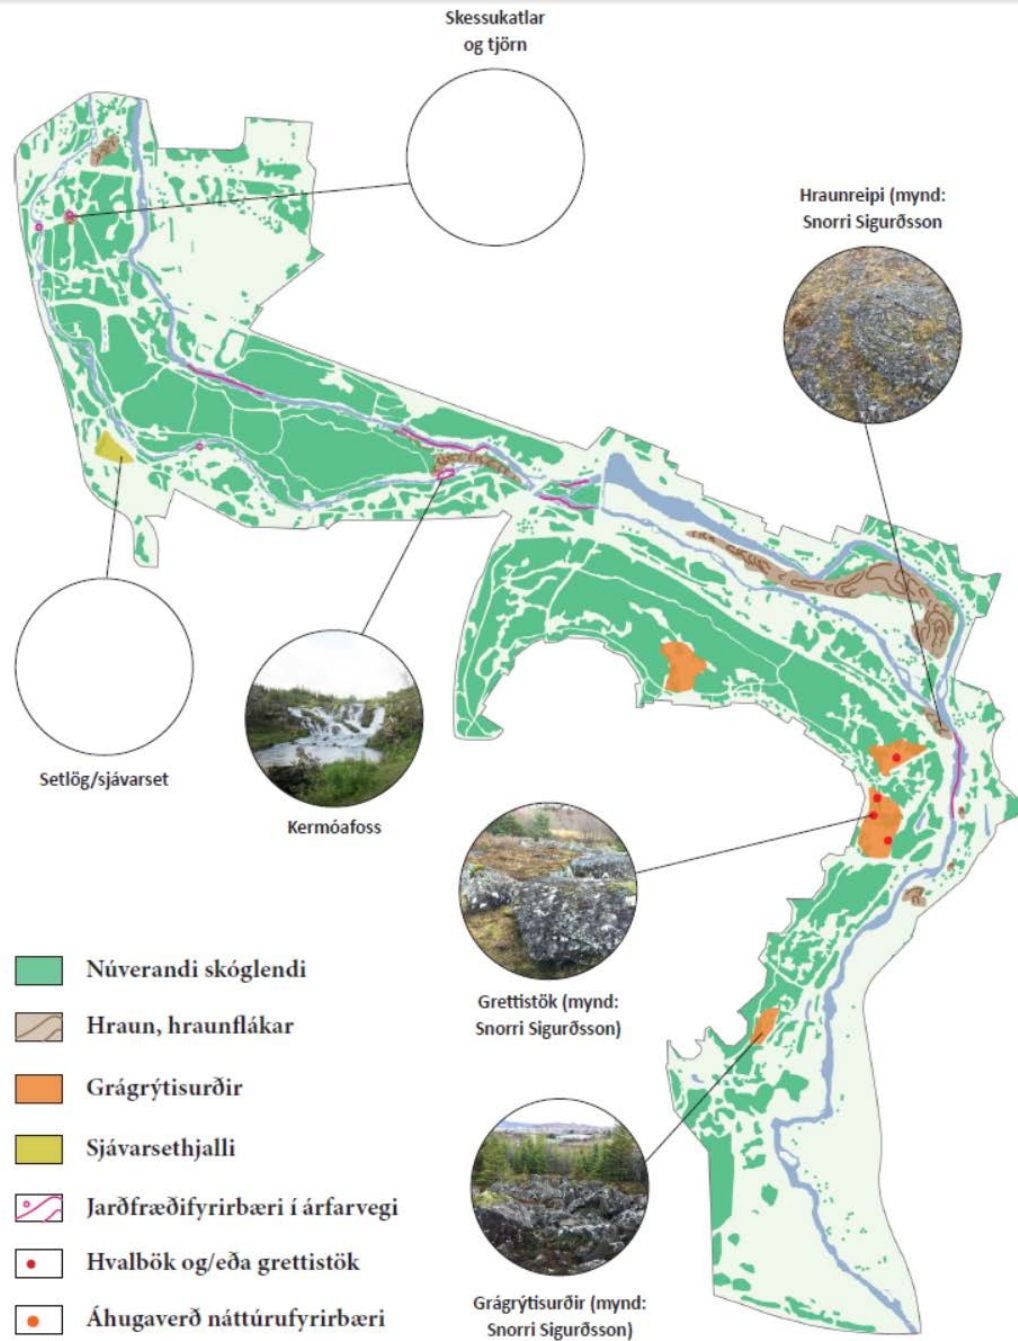 Skessukatlar
og tjörn
Hraunreipi (mynd:
Snorri Sigurðsson
Setlög/sjávarset
Kermóafoss
Grettistök (mynd:
Snorri Sigurðsson)
Grágrýtisurðir (mynd:
Snorri Sigurðsson)
Núverandi skóglendi
Hraun, hraunflákar
Grágrýtisurðir
Sjávarsethjalli
Jarðfræðifyrirbæri í árfarvegi
Hvalbök og/eða grettistök
Áhugaverð náttúrufyrirbæri